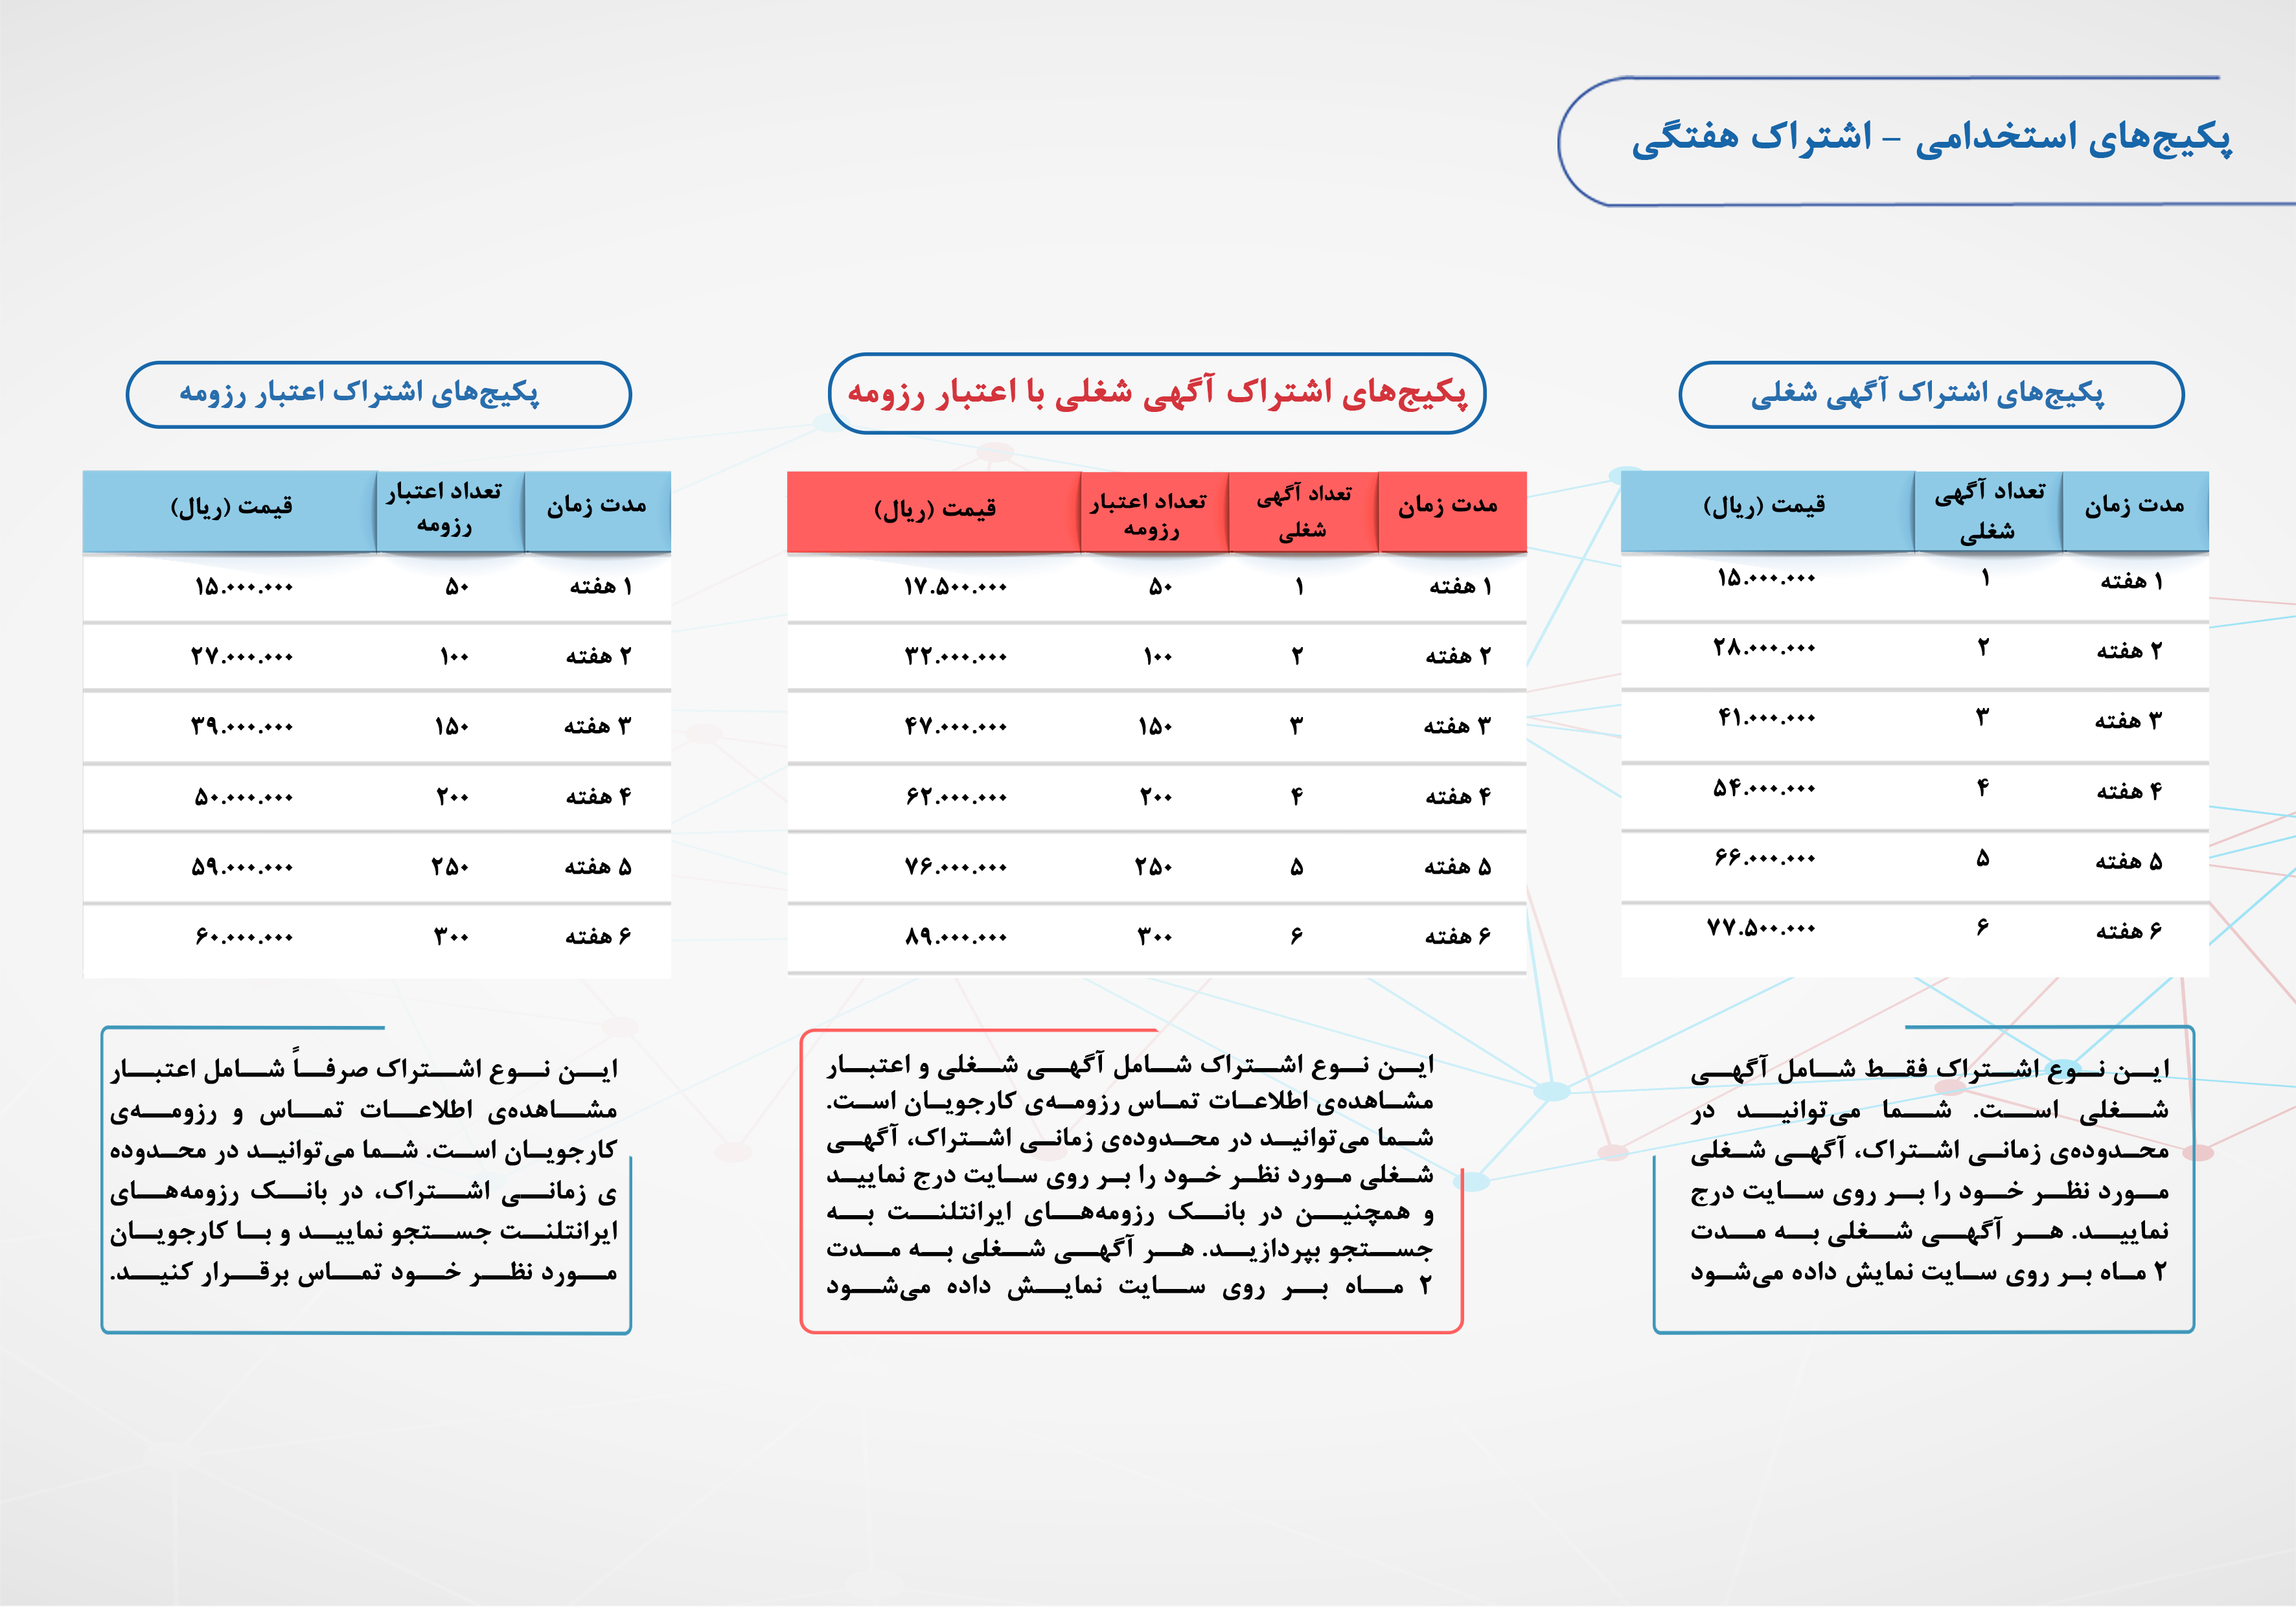 پکیج‌های استخدامی – اشتراک هفتگی
پکیج‌های اشتراک آگهی شغلی
مدت زمان	تعداد آگهی شغلی	قیمت (ریال)
۱ هفته	۱	۱۵.۰۰۰.۰۰۰
۲ هفته	۲	۲۸.۰۰۰.۰۰۰
۳ هفته	۳	۴۱.۰۰۰.۰۰۰
۴ هفته	۴	۵۴.۰۰۰.۰۰۰
۵ هفته	۵	۶۶.۰۰۰.۰۰۰
۶ هفته	۶	۷۷.۵۰۰.۰۰۰
این نوع اشتراک فقط شامل آگهی
شغلی است. شما می‌توانید در
محدوده‌ی زمانی اشتراک، آگهی شغلی
مورد نظر خود را بر روی سایت درج
نمایید. هر آگهی شغلی به مدت
۲ ماه بر روی سایت نمایش داده می‌شود
پکیج‌های اشتراک آگهی شغلی با اعتبار رزومه
مدت زمان	تعداد آگهی شغلی	تعداد اعتبار رزومه	قیمت (ریال)
۱ هفته	۱	۵۰	۱۷.۵۰۰.۰۰۰
۲ هفته	۲	۱۰۰	۳۲.۰۰۰.۰۰۰
۳ هفته	۳	۱۵۰	۴۷.۰۰۰.۰۰۰
۴ هفته	۴	۲۰۰	۶۲.۰۰۰.۰۰۰
۵ هفته	۵	۲۵۰	۷۶.۰۰۰.۰۰۰
۶ هفته	۶	۳۰۰	۸۹.۰۰۰.۰۰۰
این نوع اشتراک شامل آگهی شغلی و اعتبار
مشاهده‌ی اطلاعات تماس رزومه‌ی کارجویان است.
شما می‌توانید در محدوده‌ی زمانی اشتراک، آگهی
شغلی مورد نظر خود را بر روی سایت درج نمایید
و همچنین در بانک رزومه‌های ایرانتلنت به
جستجو بپردازید. هر آگهی شغلی به مدت
۲ ماه بر روی سایت نمایش داده می‌شود
پکیج‌های اشتراک اعتبار رزومه
مدت زمان	تعداد اعتبار رزومه	قیمت (ریال)
۱ هفته	۵۰	۱۵.۰۰۰.۰۰۰
۲ هفته	۱۰۰	۲۷.۰۰۰.۰۰۰
۳ هفته	۱۵۰	۳۹.۰۰۰.۰۰۰
۴ هفته	۲۰۰	۵۰.۰۰۰.۰۰۰
۵ هفته	۲۵۰	۵۹.۰۰۰.۰۰۰
۶ هفته	۳۰۰	۶۰.۰۰۰.۰۰۰
این نوع اشتراک صرفاً شامل اعتبار
مشاهده‌ی اطلاعات تماس و رزومه‌ی
کارجویان است. شما می‌توانید در محدوده
ی زمانی اشتراک، در بانک رزومه‌های
ایرانتلنت جستجو نمایید و با کارجویان
مورد نظر خود تماس برقرار کنید.